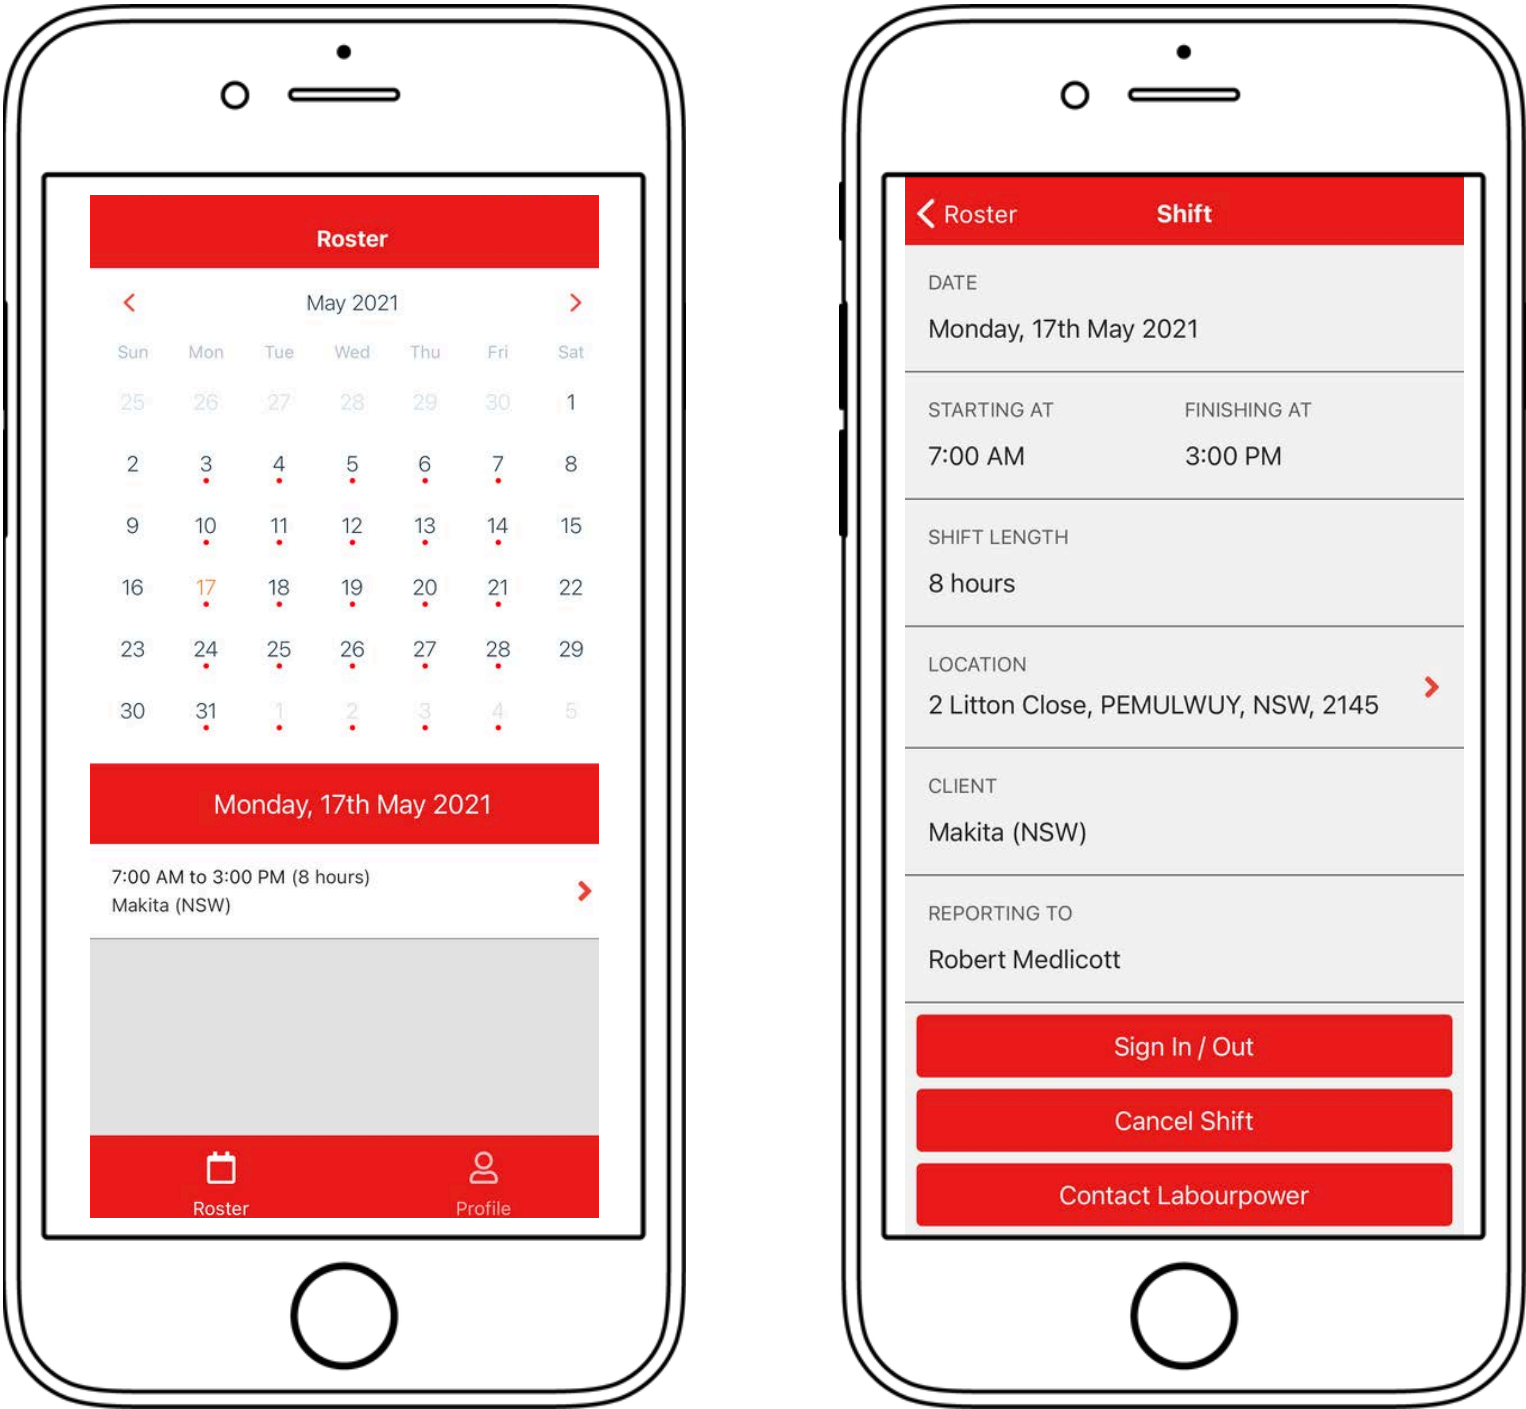 Roster
May 2021
Sun Mon Tue Wed Thu Fri Sat
25 26 27 28 29 30 1
2 3 4 5 6 7 8
9 10 11 12 13 14 15
16 17 18 19 20 21 22
23 24 25 26 27 28 29
30 31 1 2 3 4 5
Monday, 17th May 2021
7:00 AM to 3:00 PM (8 hours)
Makita (NSW)
Roster Profile
Roster Shift
DATE
Monday, 17th May 2021
STARTING AT FINISHING AT
7:00 AM 3:00 PM
SHIFT LENGTH
8 hours
LOCATION
2 Litton Close, PEMULWUY, NSW, 2145
CLIENT
Makita (NSW)
REPORTING TO
Robert Medlicott
Sign In / Out
Cancel Shift
Contact Labourpower